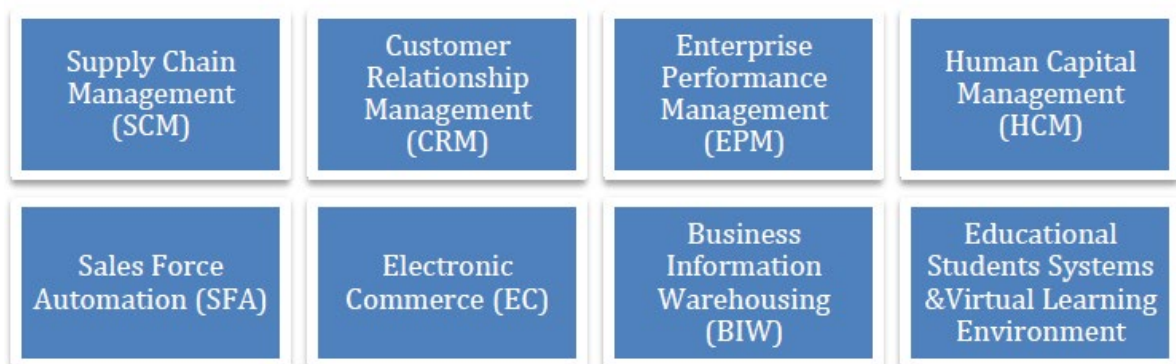 Supply Chain
Management
(SCM)
Customer
Relationship
Management
(CRM)
Enterprise
Performance
Management
(EPM)
Human Capital
Management
(HCM)
Sales Force
Automation (SFA)
Electronic
Commerce (EC)
Business
Information
Warehousing
(BIW)
Educational
Students Systems
&Virtual Learning
Environment